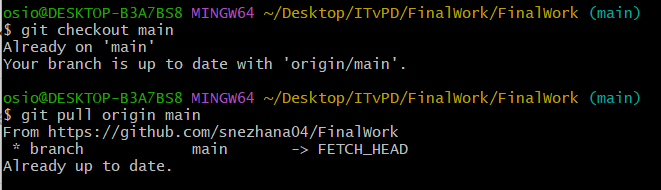 osio@DESKTOP-B3A7BS8 MINGW64 ~/Desktop/ITvPD/FinalWork/FinalWork (main)
$ git checkout main
Already on 'main'
Your branch is up to date with 'origin/main'.
osio@DESKTOP-B3A7BS8 MINGW64 ~/Desktop/ITvPD/FinalWork/FinalWork (main)
$ git pull origin main
From https://github.com/snezhana04/FinalWork
 * branch            main       -> FETCH_HEAD
Already up to date.